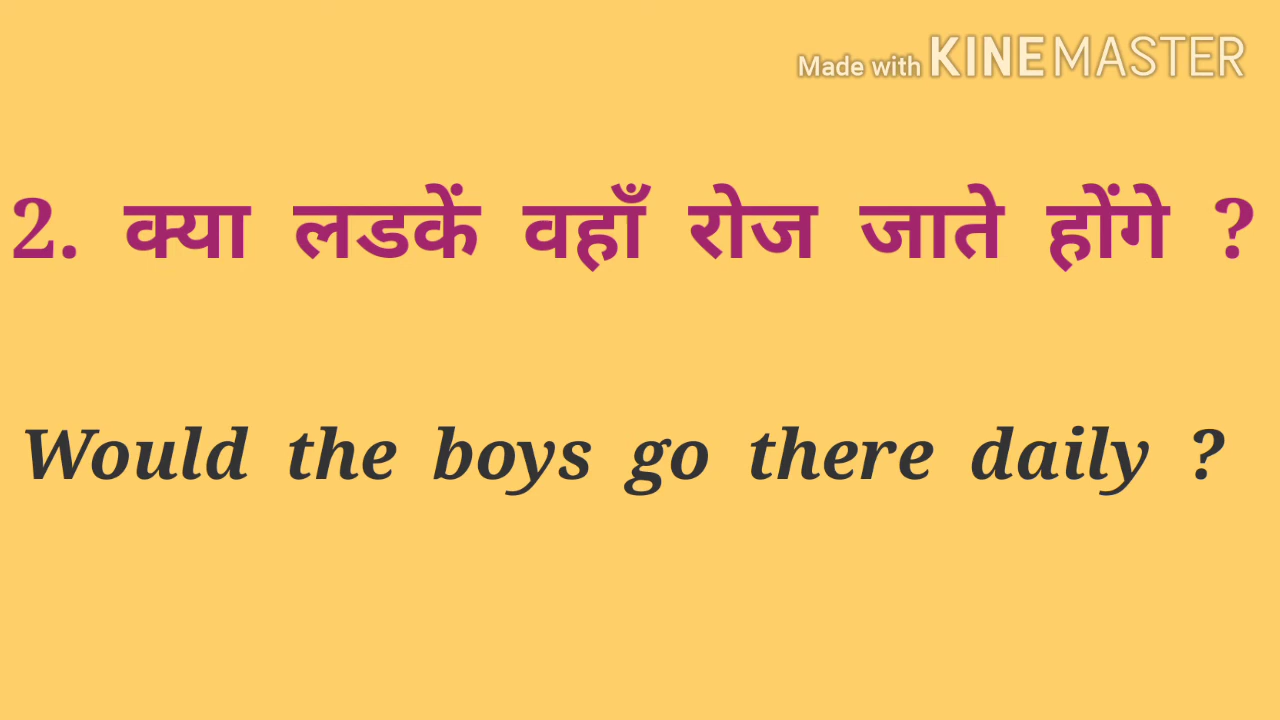 Made with KINEMASTER
2. क्या लडकें वहाँ रोज जाते होंगे ?
Would the boys go there daily ?